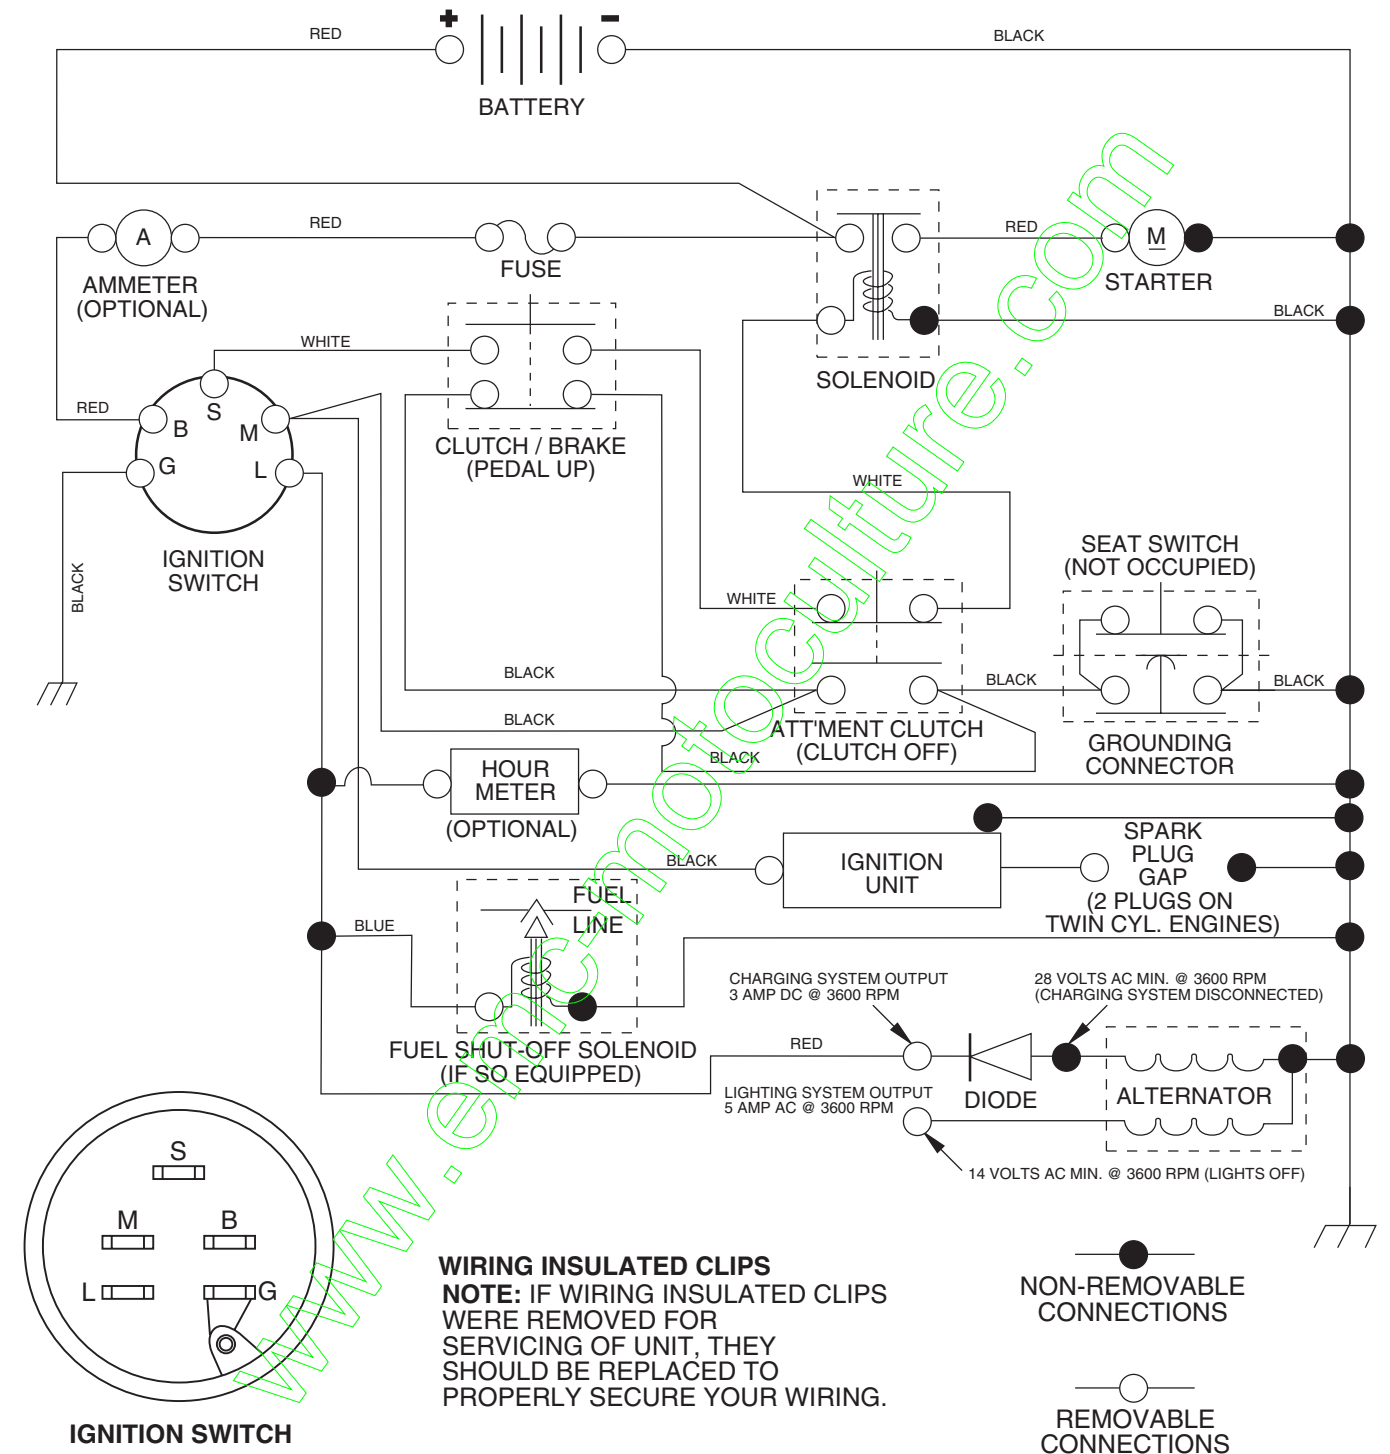 +
-
RED
BLACK
BATTERY
A
RED
FUSE
RED
M
STARTER
AMMETER
(OPTIONAL)
BLACK
SOLENOID
WHITE
RED
S
B
M
G
L
CLUTCH / BRAKE
(PEDAL UP)
WHITE
IGNITION
SWITCH
BLACK
SEAT SWITCH
(NOT OCCUPIED)
WHITE
BLACK
BLACK
BLACK
BLACK
ATT'MENT CLUTCH
(CLUTCH OFF)
BLACK
GROUNDING
CONNECTOR
HOUR
METER
(OPTIONAL)
BLACK
IGNITION
UNIT
SPARK
PLUG
GAP
(2 PLUGS ON
TWIN CYL. ENGINES)
FUEL
LINE
BLUE
CHARGING SYSTEM OUTPUT
3 AMP DC @ 3600 RPM
28 VOLTS AC MIN. @ 3600 RPM
(CHARGING SYSTEM DISCONNECTED)
FUEL SHUT-OFF SOLENOID
(IF SO EQUIPPED)
RED
DIODE
ALTERNATOR
LIGHTING SYSTEM OUTPUT
5 AMP AC @ 3600 RPM
14 VOLTS AC MIN. @ 3600 RPM (LIGHTS OFF)
S
M
B
L
G
IGNITION SWITCH
WIRING INSULATED CLIPS
NOTE: IF WIRING INSULATED CLIPS
WERE REMOVED FOR
SERVICING OF UNIT, THEY
SHOULD BE REPLACED TO
PROPERLY SECURE YOUR WIRING.
NON-REMOVABLE
CONNECTIONS
REMOVABLE
CONNECTIONS
www.emc-motoculture.com